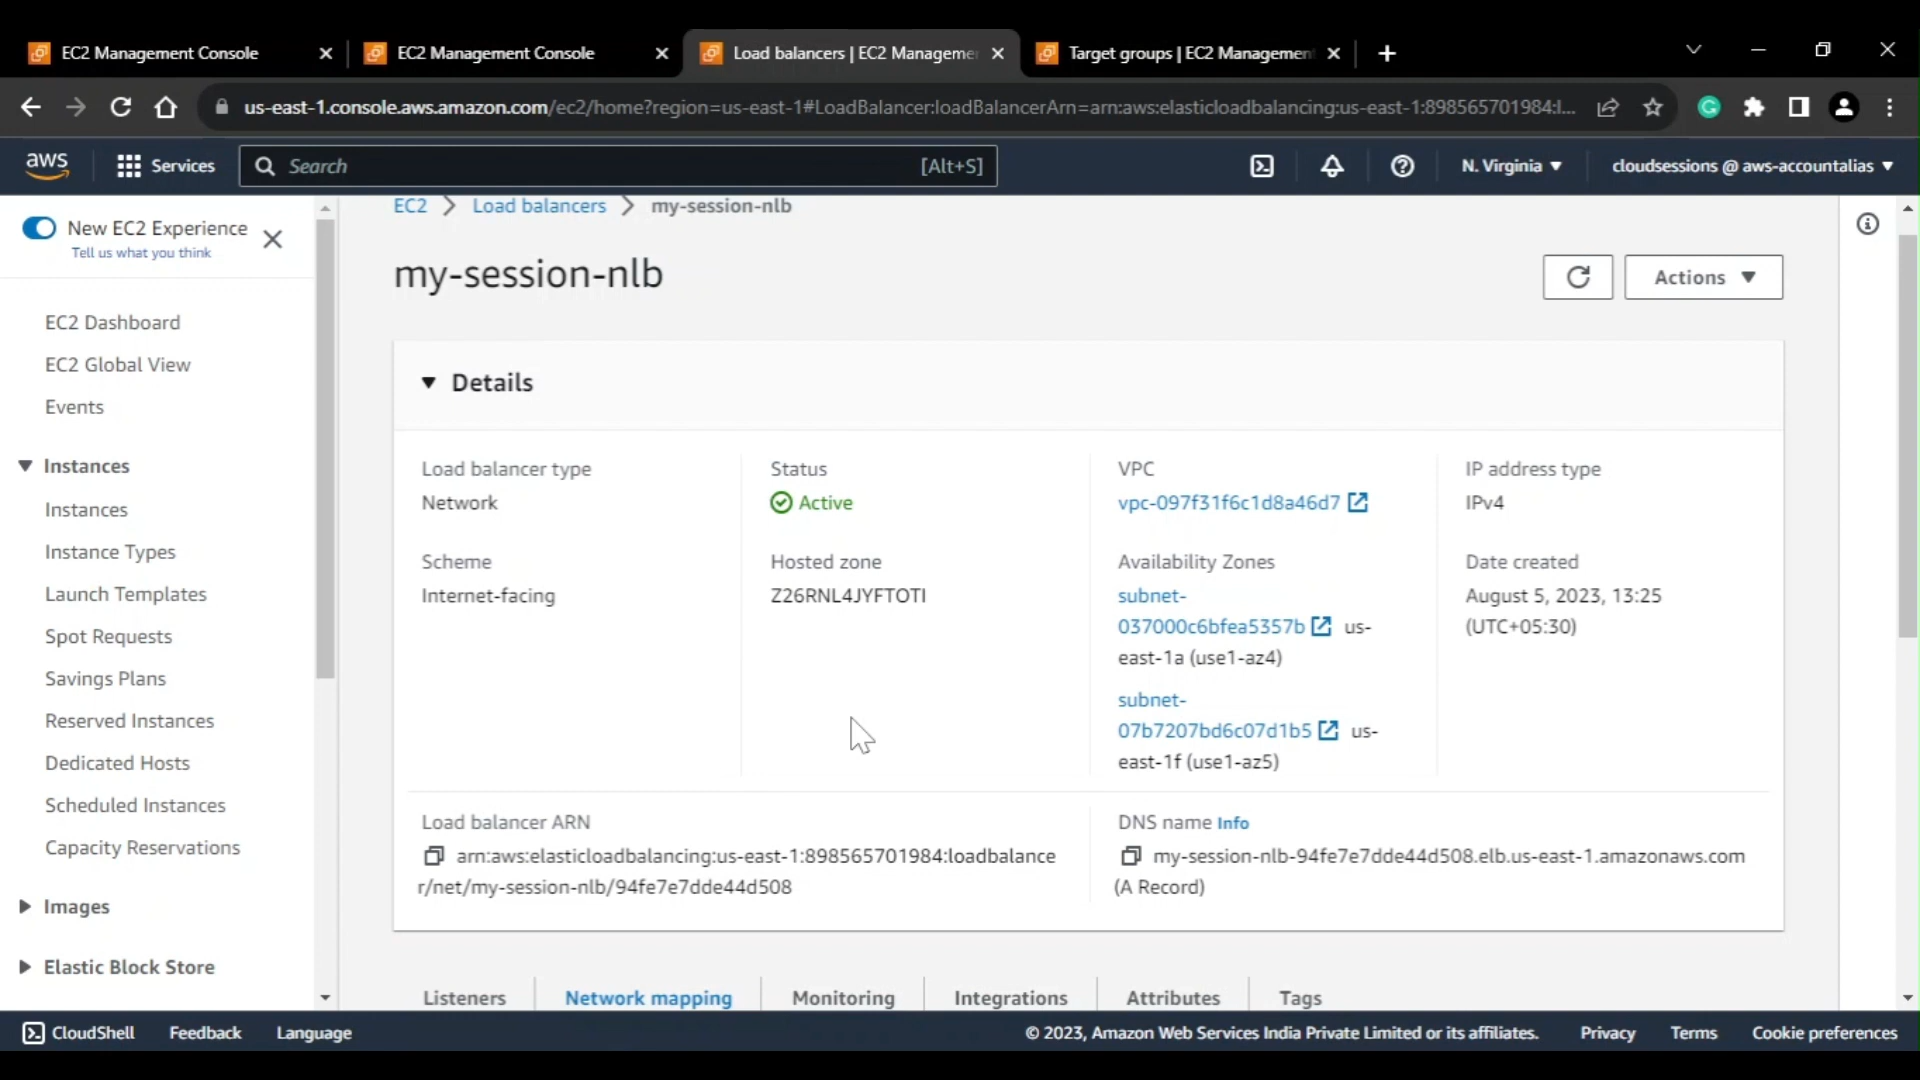 EC2 Management Console
EC2 Management Console
Load balancers | EC2 Manageme
Target groups | EC2 Management
us-east-1.console.aws.amazon.com/ec2/home?region=us-east-1#LoadBalancer:loadBalancerArn=arn:aws:elasticloadbalancing:us-east-1:898565701984:l...
aws
Services
Search
[Alt+S]
N. Virginia
cloudsessions @ aws-accountalias
New EC2 Experience
Tell us what you think
EC2 Dashboard
EC2 Global View
Events
Instances
Instances
Instance Types
Launch Templates
Spot Requests
Savings Plans
Reserved Instances
Dedicated Hosts
Scheduled Instances
Capacity Reservations
Images
Elastic Block Store
EC2 > Load balancers > my-session-nlb
my-session-nlb
Actions
Details
Load balancer type
Network
Status
Active
VPC
vpc-097f31f6c1d8a46d7
IP address type
IPv4
Scheme
Internet-facing
Hosted zone
Z26RNL4JYFTOTI
Availability Zones
subnet-
037000c6bfea5357b us-
east-1a (use1-az4)
subnet-
07b7207bd6c07d1b5 us-
east-1f (use1-az5)
Date created
August 5, 2023, 13:25
(UTC+05:30)
Load balancer ARN
arn:aws:elasticloadbalancing:us-east-1:898565701984:loadbalance
r/net/my-session-nlb/94fe7e7dde44d508
DNS name Info
my-session-nlb-94fe7e7dde44d508.elb.us-east-1.amazonaws.com
(A Record)
Listeners
Network mapping
Monitoring
Integrations
Attributes
Tags
CloudShell
Feedback
Language
© 2023, Amazon Web Services India Private Limited or its affiliates.
Privacy
Terms
Cookie preferences